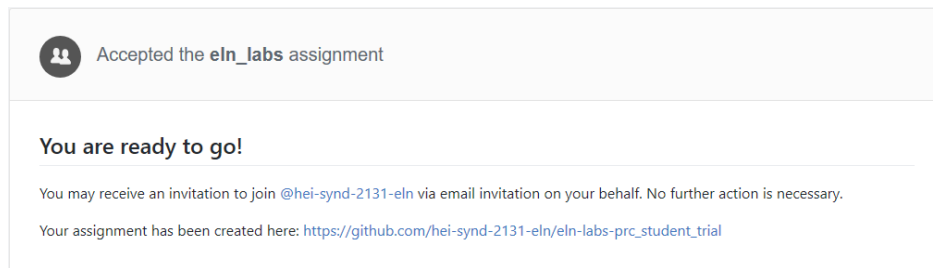 Accepted the eln_labs assignment
You are ready to go!
You may receive an invitation to join @hei-synd-2131-eln via email invitation on your behalf. No further action is necessary.
Your assignment has been created here: https://github.com/hei-synd-2131-eln/eln-labs-prc_student_trial